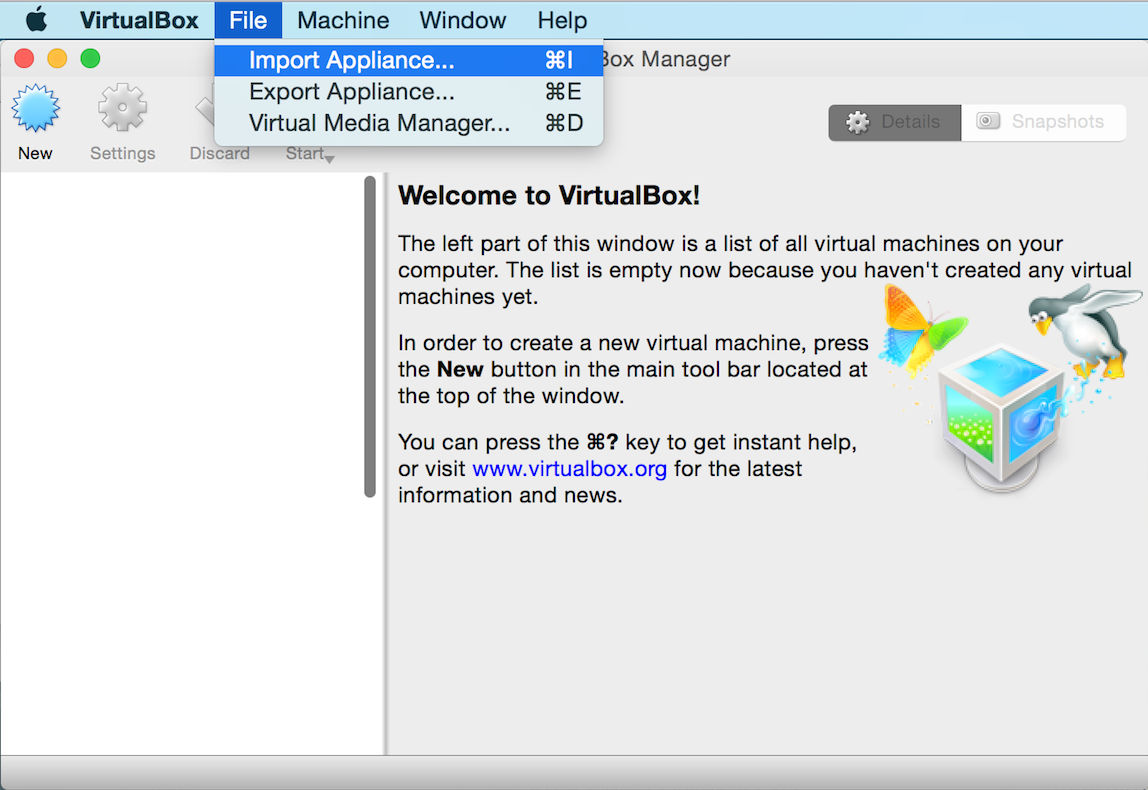 VirtualBox File Machine Window Help
Import Appliance... ⌘I
Export Appliance... ⌘E
Virtual Media Manager... ⌘D
Box Manager
New Settings Discard Start
Details Snapshots
Welcome to VirtualBox!
The left part of this window is a list of all virtual machines on your
computer. The list is empty now because you haven't created any virtual
machines yet.
In order to create a new virtual machine, press
the New button in the main tool bar located at
the top of the window.
You can press the ⌘? key to get instant help,
or visit www.virtualbox.org for the latest
information and news.